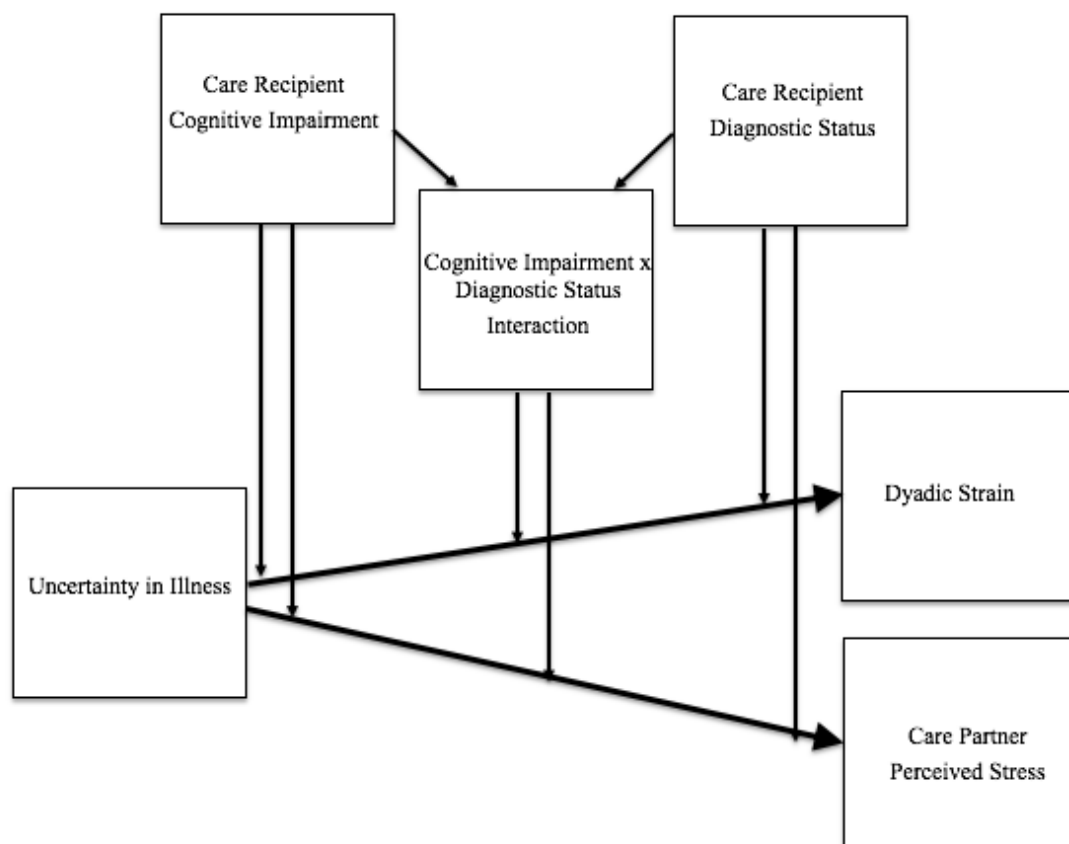 Care Recipient
Cognitive Impairment
Care Recipient
Diagnostic Status
Cognitive Impairment x
Diagnostic Status
Interaction
Dyadic Strain
Uncertainty in Illness
Care Partner
Perceived Stress